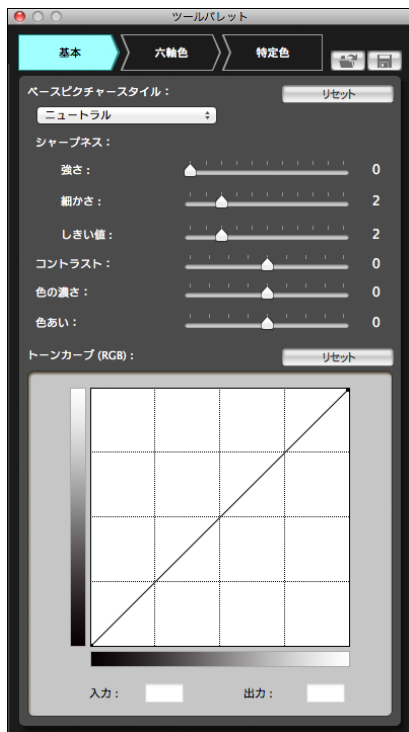 ツールパレット
基本 六軸色 特定色
ベースピクチャースタイル： リセット
ニュートラル
シャープネス：
強さ： 0
細かさ： 2
しきい値： 2
コントラスト： 0
色の濃さ： 0
色あい： 0
トーンカーブ (RGB)： リセット
入力： 出力：